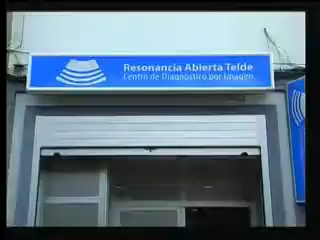 Resonancia Abierta Telde
Centro de Diagnóstico por Imagen